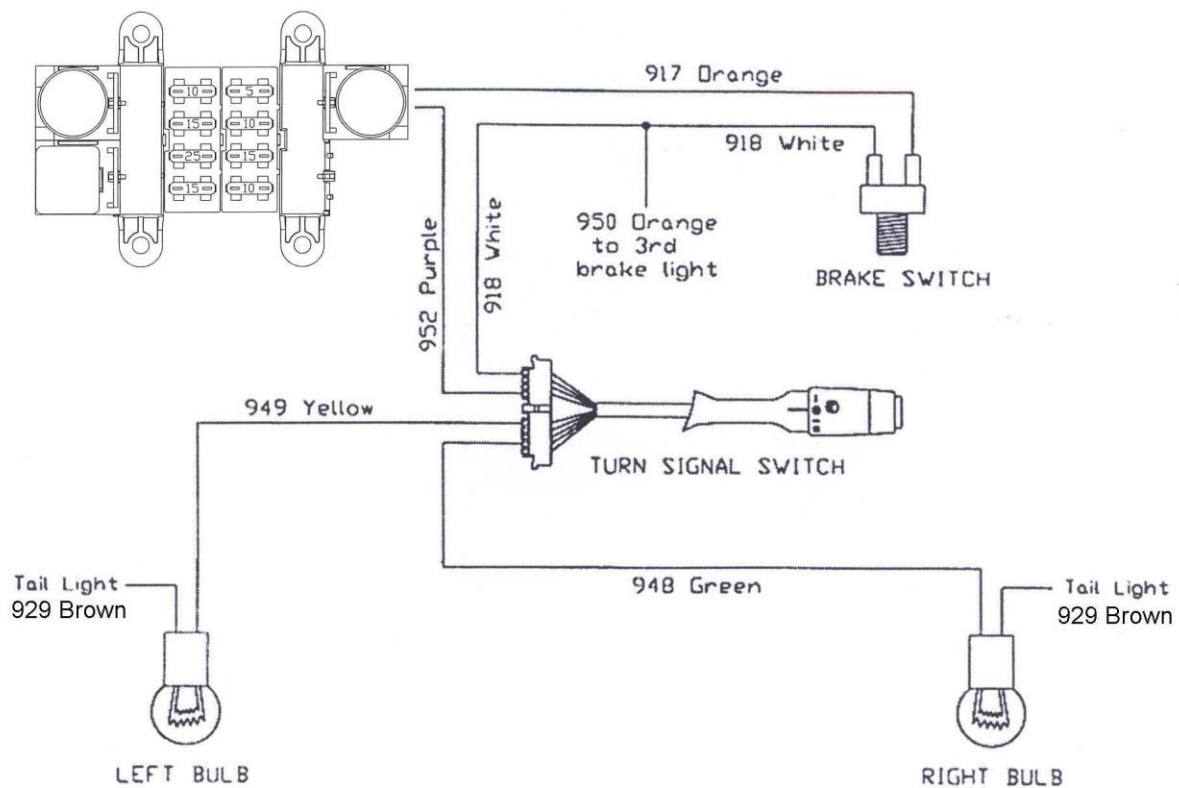 917 Orange
10 5
15 10
918 White
25 15
15 10
950 Orange
to 3rd
brake light
BRAKE SWITCH
952 Purple
918 White
949 Yellow
TURN SIGNAL SWITCH
948 Green
Tail Light
929 Brown
Tail Light
929 Brown
LEFT BULB
RIGHT BULB